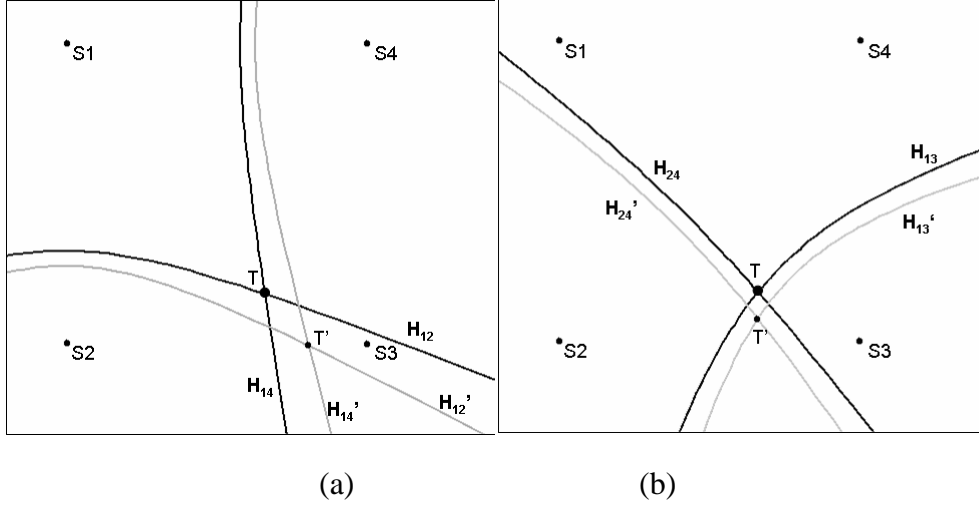 S1
S4
T
T'
H12
S2
S3
H14
H14’
H12’
(a)
S1
S4
H24
H13
H24’
H13‘
T
T'
S2
S3
(b)